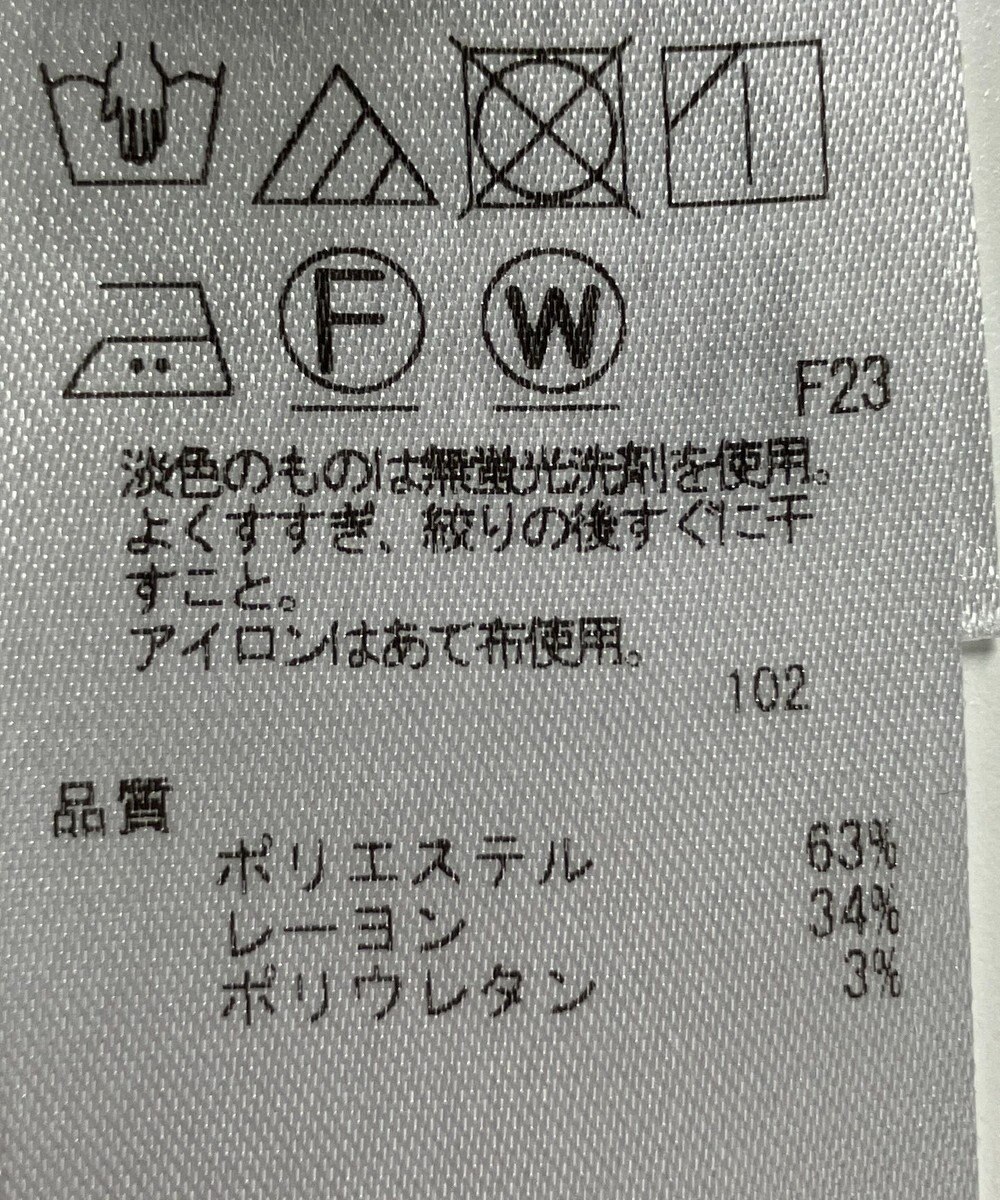 F
W
F23
淡色のものは無蛍光洗剤を使用。
よくすすぎ、絞りの後すぐに干
すこと。
アイロンはあて布使用。
102
品質
ポリエステル 63%
レーヨン 34%
ポリウレタン 3%